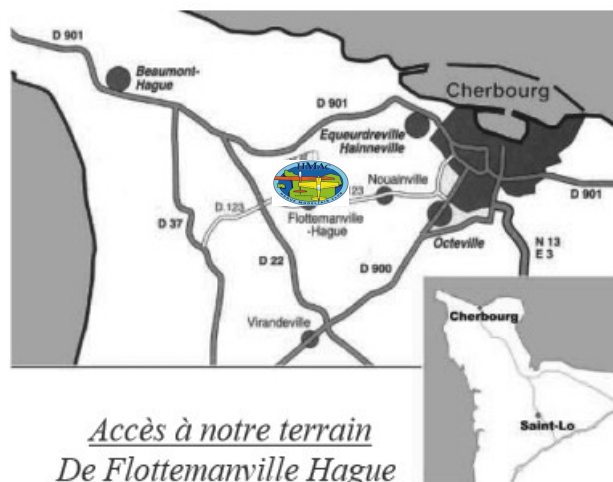 D 901
Beaumont-
Hague
Cherbourg
D 901
Equeurdreville
Hainneville
HMAC
Nouainville
D 901
D 123
123
Flottemanville
-Hague
D 37
D 22
Octeville
N 13
E 3
D 900
Virandeville
Cherbourg
Saint-Lo
Accès à notre terrain
De Flottemanville Hague